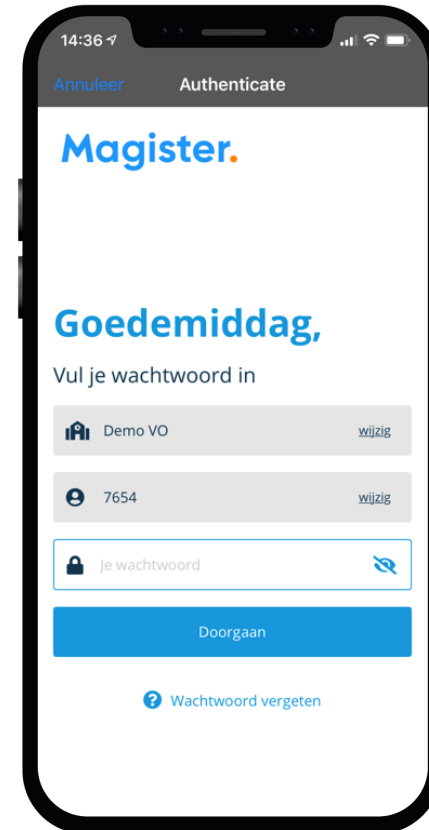 14:36
Annuleer Authenticate
Magister.
Goedemiddag,
Vul je wachtwoord in
Demo VO wijzig
7654 wijzig
Je wachtwoord
Doorgaan
Wachtwoord vergeten